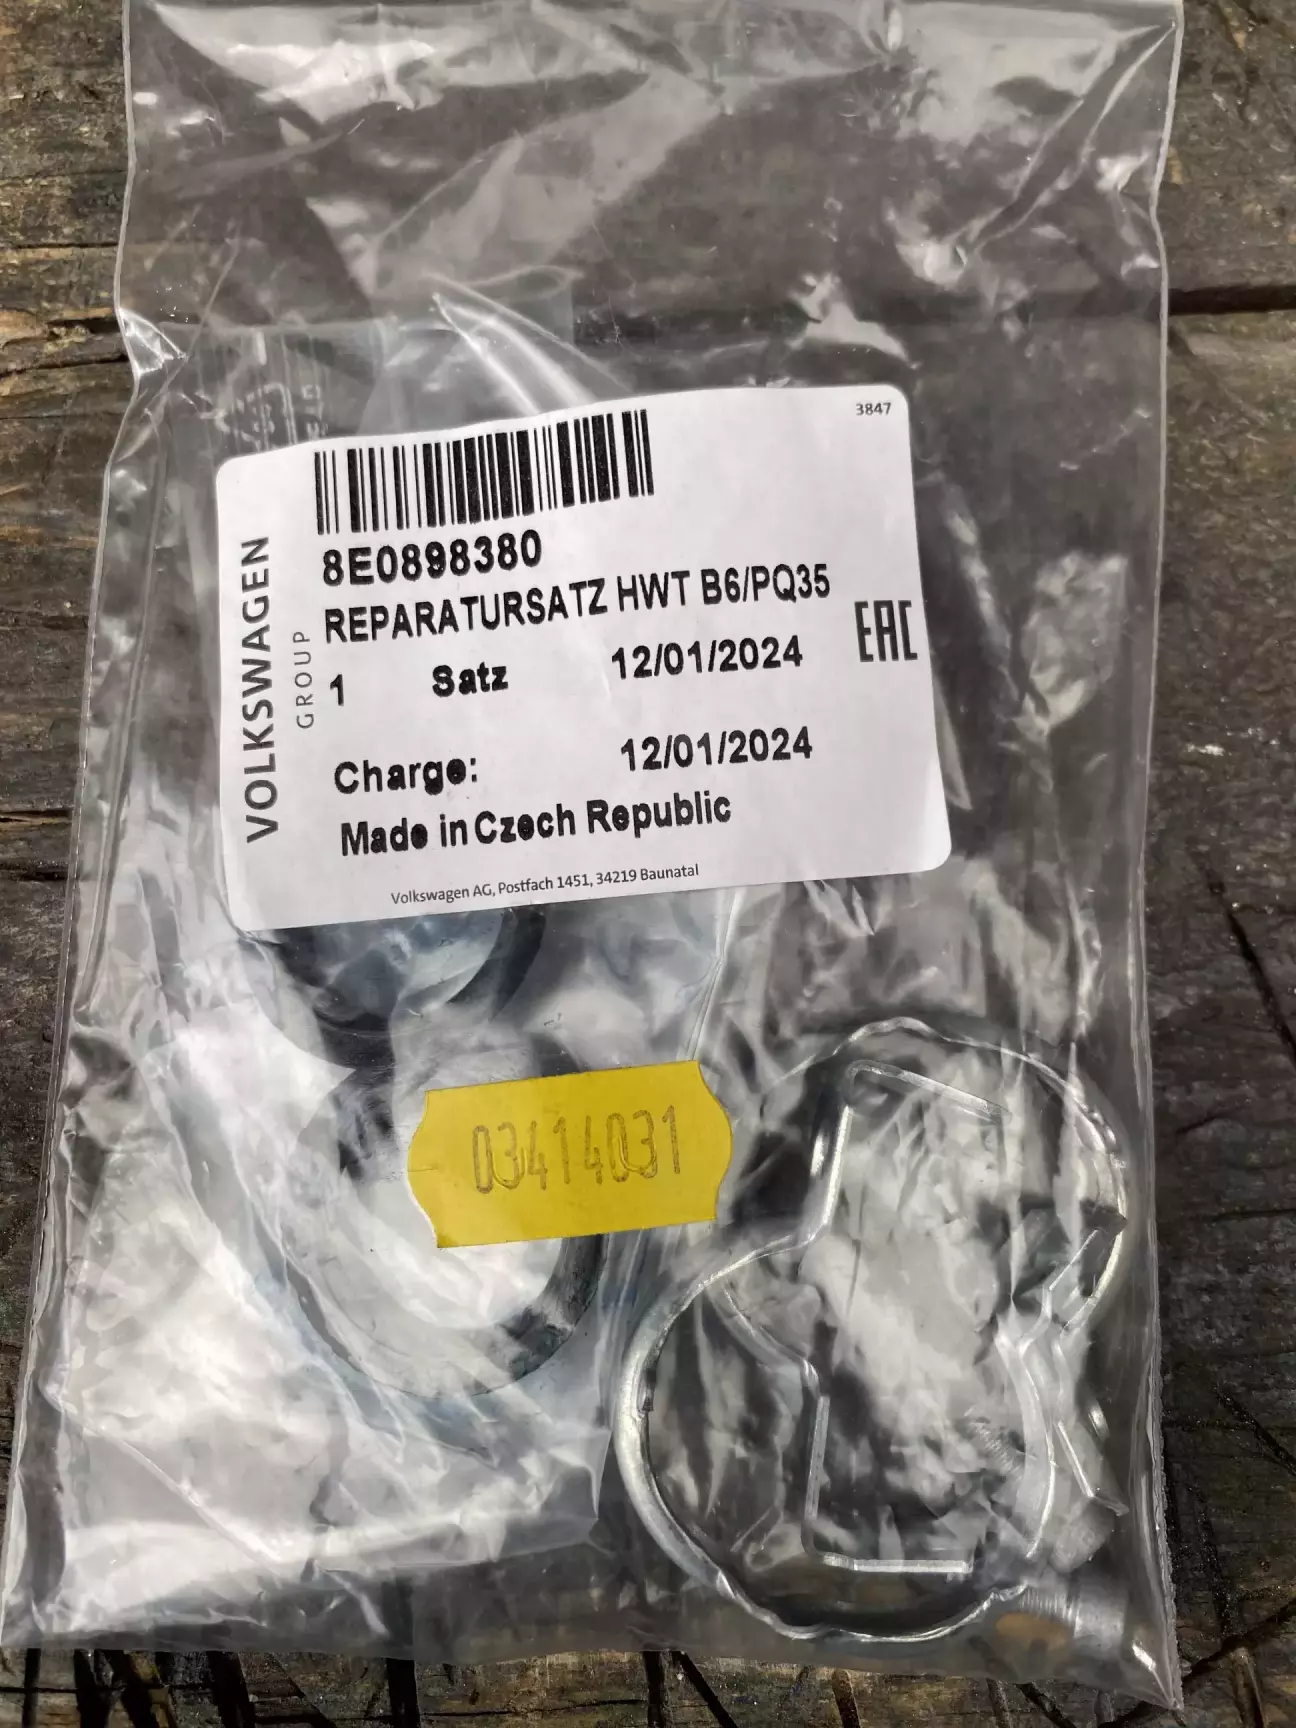 3847
8E0898380
REPARATURSATZ HWT B6/PQ35
1 Satz 12/01/2024
EAC
Charge: 12/01/2024
Made in Czech Republic
Volkswagen AG, Postfach 1451, 34219 Baunatal
VOLKSWAGEN
GROUP
03414031